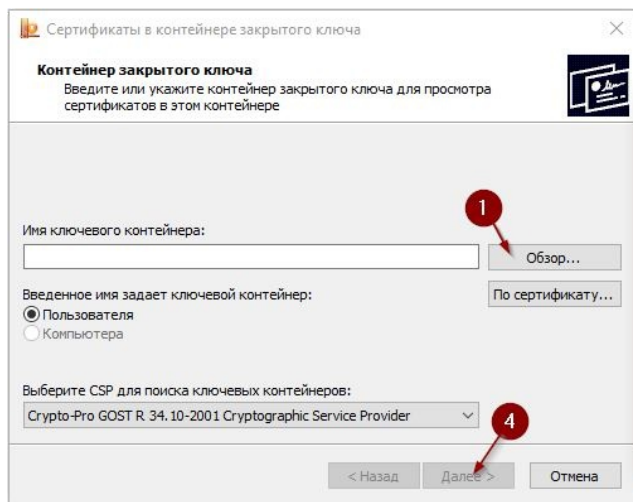 Сертификаты в контейнере закрытого ключа
Контейнер закрытого ключа
Введите или укажите контейнер закрытого ключа для просмотра
сертификатов в этом контейнере
1
Имя ключевого контейнера:
Обзор...
Введенное имя задает ключевой контейнер:
По сертификату...
Пользователя
Компьютера
Выберите CSP для поиска ключевых контейнеров:
Crypto-Pro GOST R 34.10-2001 Cryptographic Service Provider
4
< Назад
Далее >
Отмена